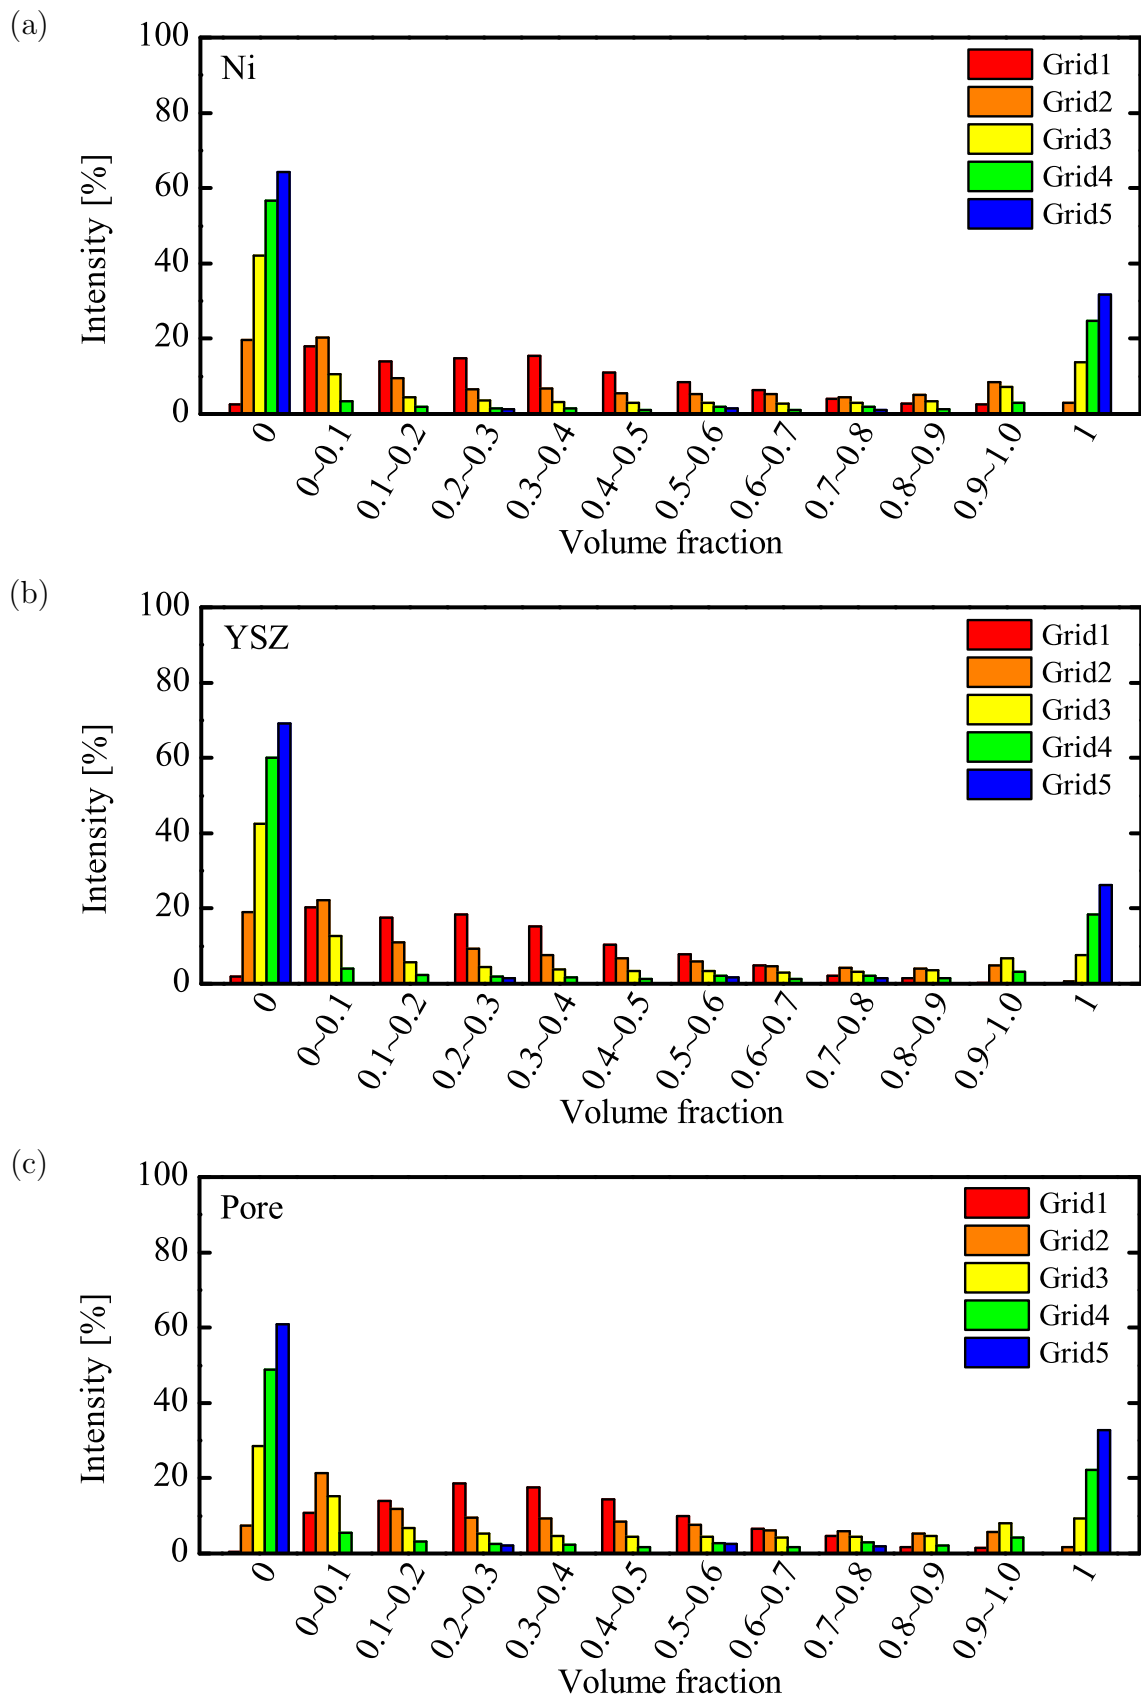 (a)
100
80
60
40
20
0
Intensity [%]
Ni
Grid1
Grid2
Grid3
Grid4
Grid5
0
0~0.1
0.1~0.2
0.2~0.3
0.3~0.4
0.4~0.5
0.5~0.6
0.6~0.7
0.7~0.8
0.8~0.9
0.9~1.0
1
Volume fraction
(b)
100
80
60
40
20
0
Intensity [%]
YSZ
Grid1
Grid2
Grid3
Grid4
Grid5
0
0~0.1
0.1~0.2
0.2~0.3
0.3~0.4
0.4~0.5
0.5~0.6
0.6~0.7
0.7~0.8
0.8~0.9
0.9~1.0
1
Volume fraction
(c)
100
80
60
40
20
0
Intensity [%]
Pore
Grid1
Grid2
Grid3
Grid4
Grid5
0
0~0.1
0.1~0.2
0.2~0.3
0.3~0.4
0.4~0.5
0.5~0.6
0.6~0.7
0.7~0.8
0.8~0.9
0.9~1.0
1
Volume fraction